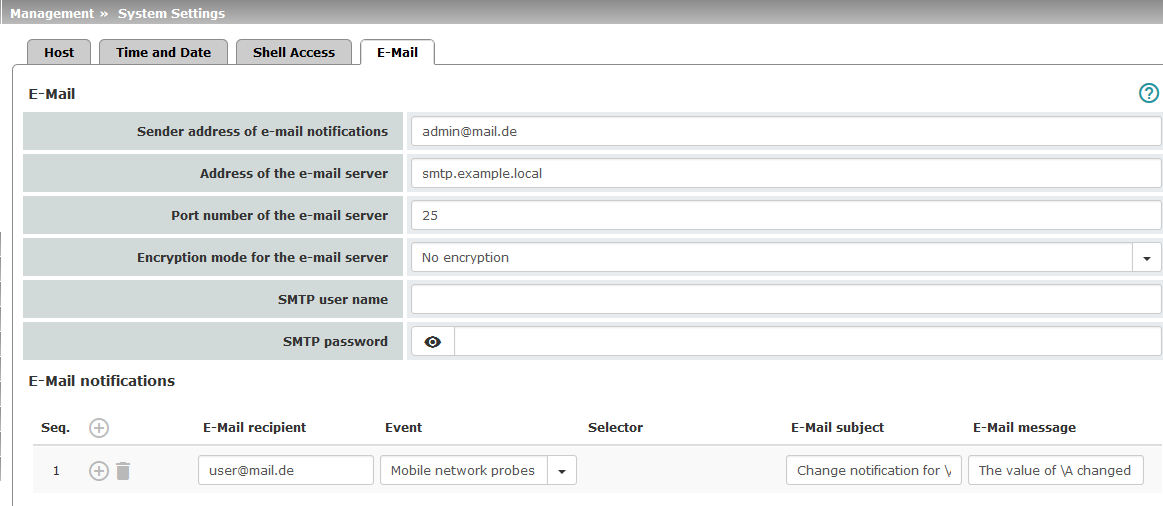 Management » System Settings
Host Time and Date Shell Access E-Mail
E-Mail
Sender address of e-mail notifications admin@mail.de
Address of the e-mail server smtp.example.local
Port number of the e-mail server 25
Encryption mode for the e-mail server No encryption
SMTP user name
SMTP password
E-Mail notifications
Seq. E-Mail recipient Event Selector E-Mail subject E-Mail message
1 user@mail.de Mobile network probes Change notification for \ The value of \A changed